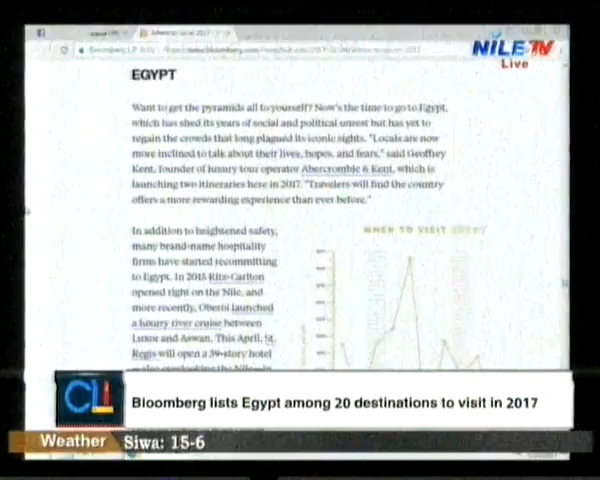 NILE TV
Live
EGYPT
Want to get the pyramids all to yourself? Now's the time to go to Egypt,
which has shed its years of social and political unrest but has yet to
regain the crowds that long plagued its iconic sights. "Locals are now
more inclined to talk about their lives, hopes, and fears," said Geoffrey
Kent, founder of luxury tour operator Abercrombie & Kent, which is
launching two itineraries here in 2017. "Travelers will find the country
offers a more rewarding experience than ever before."
In addition to heightened safety,
many brand-name hospitality
firms have started recommitting
to Egypt. In 2015 Ritz-Carlton
opened right on the Nile, and
more recently, Oberoi launched
a luxury river cruise between
Luxor and Aswan. This April, St.
Regis will open a 39-story hotel
WHEN TO VISIT
Bloomberg lists Egypt among 20 destinations to visit in 2017
Weather Siwa: 15-6